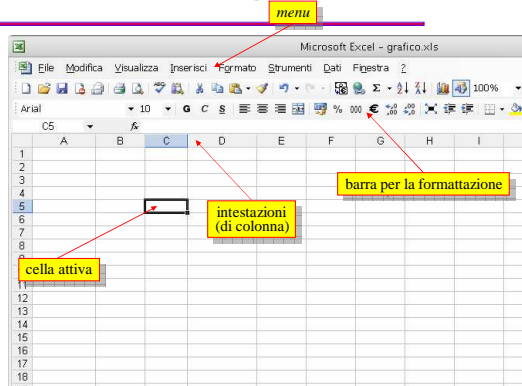 menu
Microsoft Excel - grafico.xls
File Modifica Visualizza Inserisci Formato Strumenti Dati Finestra ?
100%
Arial 10 G C S % 000 €
C5 fx
A B C D E F G H I
1
2
3
4
5
6
7
8
barra per la formattazione
intestazioni
(di colonna)
cella attiva
11
12
13
14
15
16
17
18